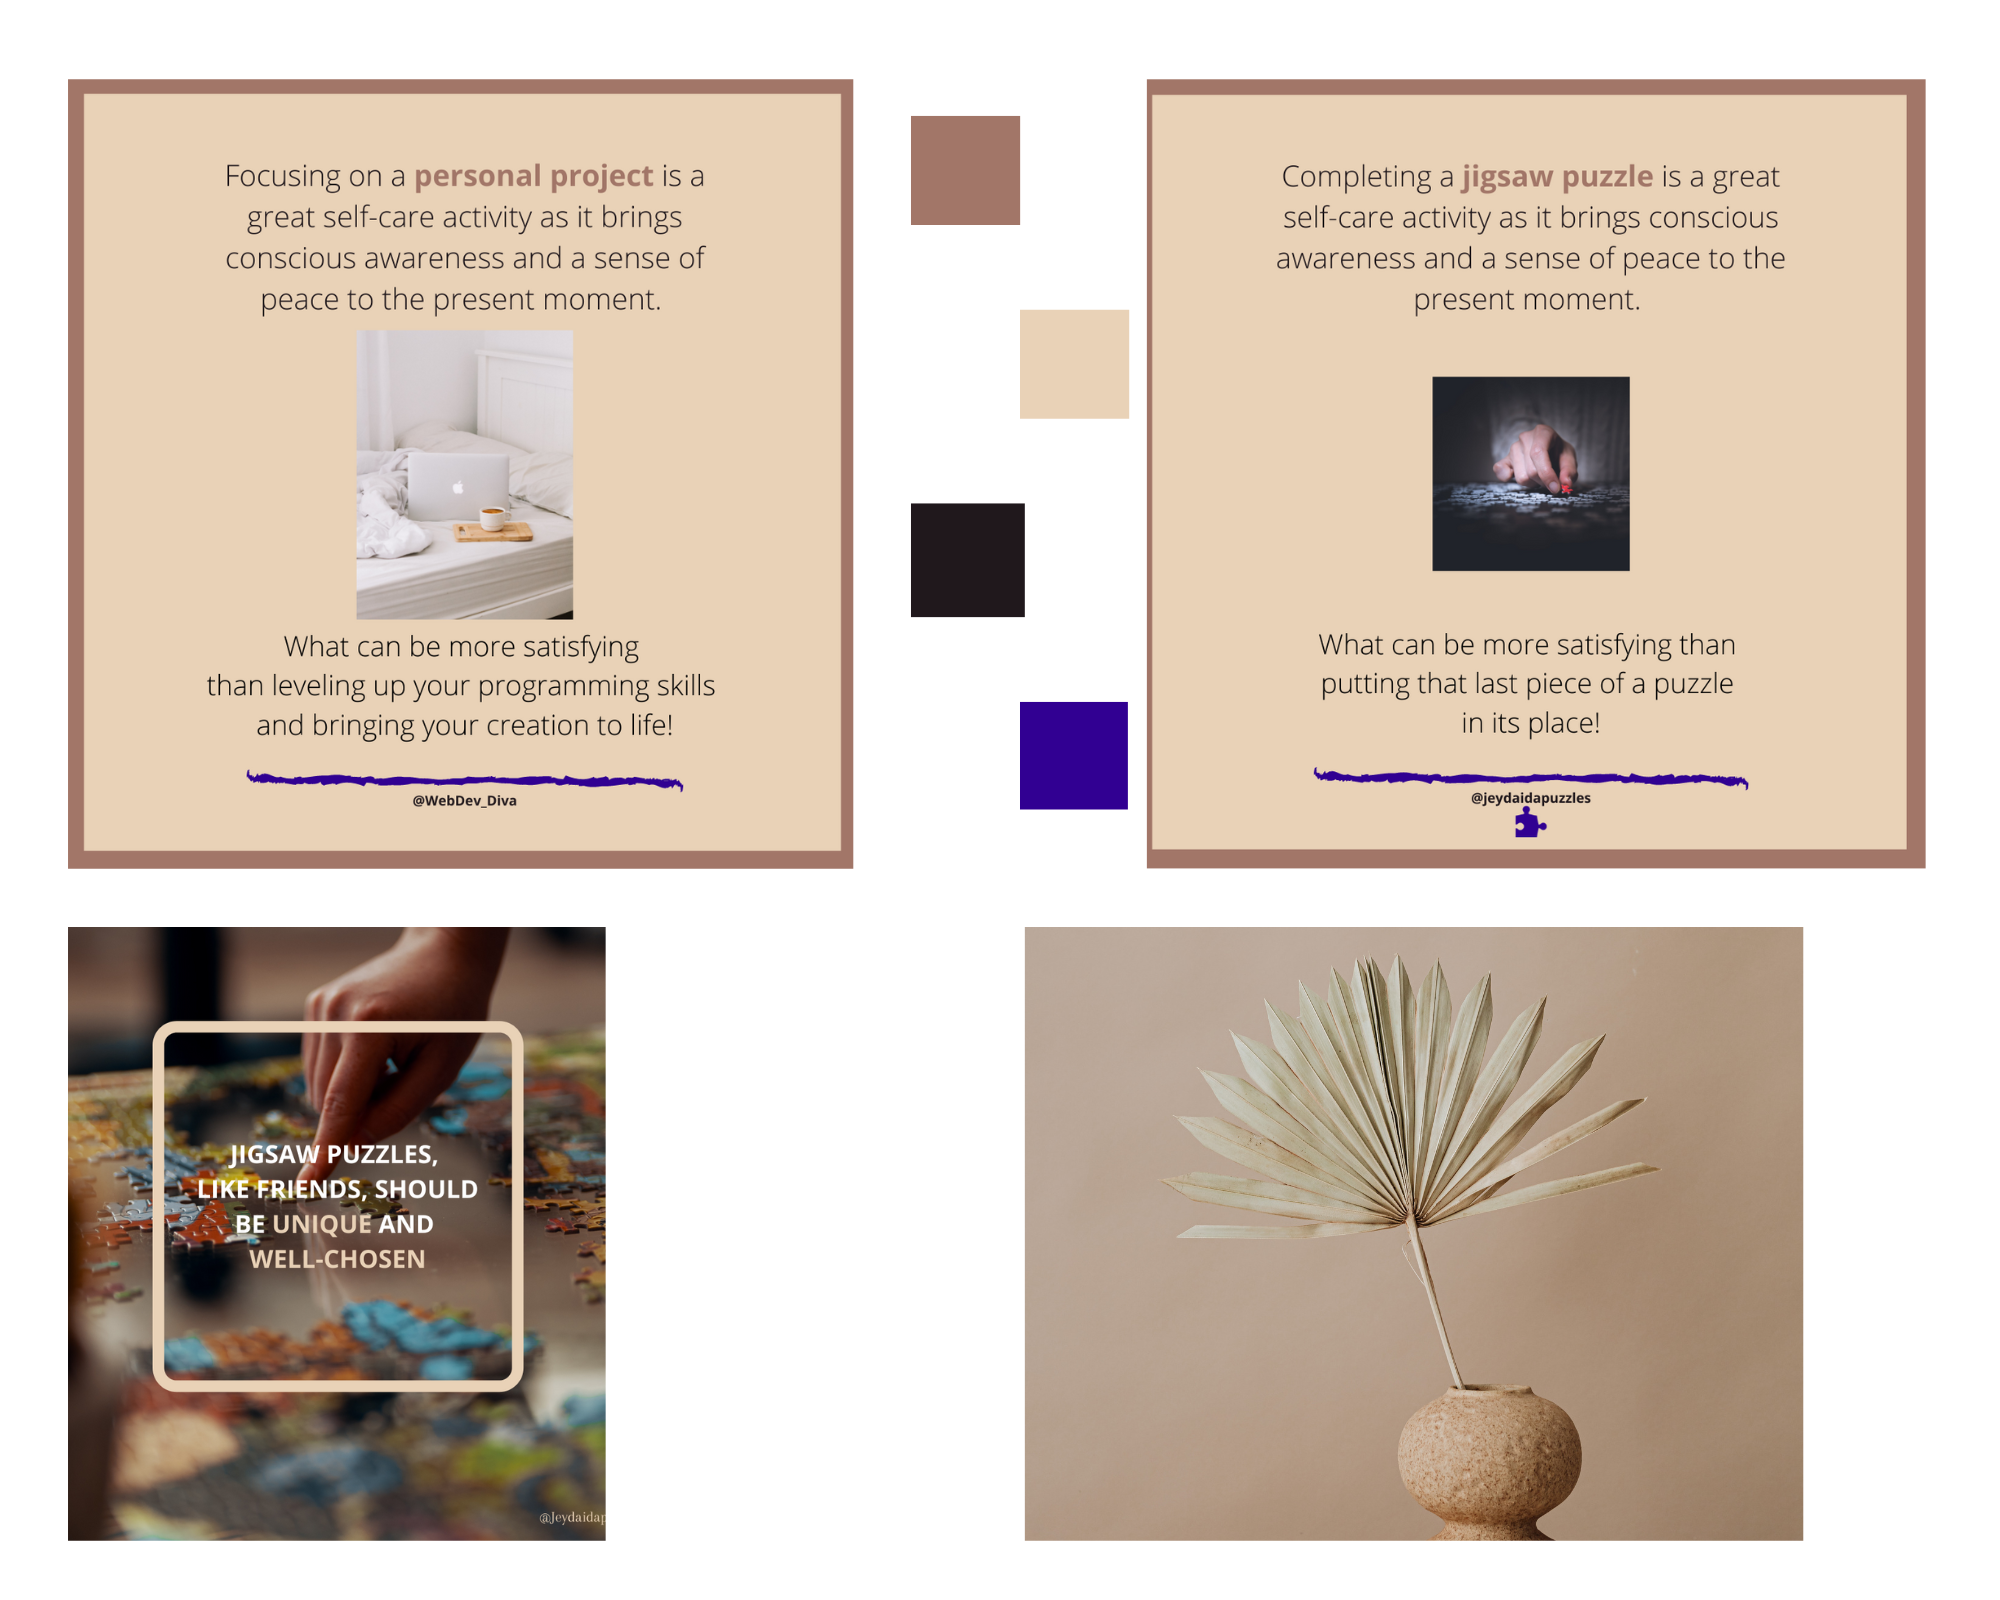 Focusing on a personal project is a
great self-care activity as it brings
conscious awareness and a sense of
peace to the present moment.
What can be more satisfying
than leveling up your programming skills
and bringing your creation to life!
@WebDev_Diva
Completing a jigsaw puzzle is a great
self-care activity as it brings conscious
awareness and a sense of peace to the
present moment.
What can be more satisfying than
putting that last piece of a puzzle
in its place!
@jeydaidapuzzles
JIGSAW PUZZLES,
LIKE FRIENDS, SHOULD
BE UNIQUE AND
WELL-CHOSEN